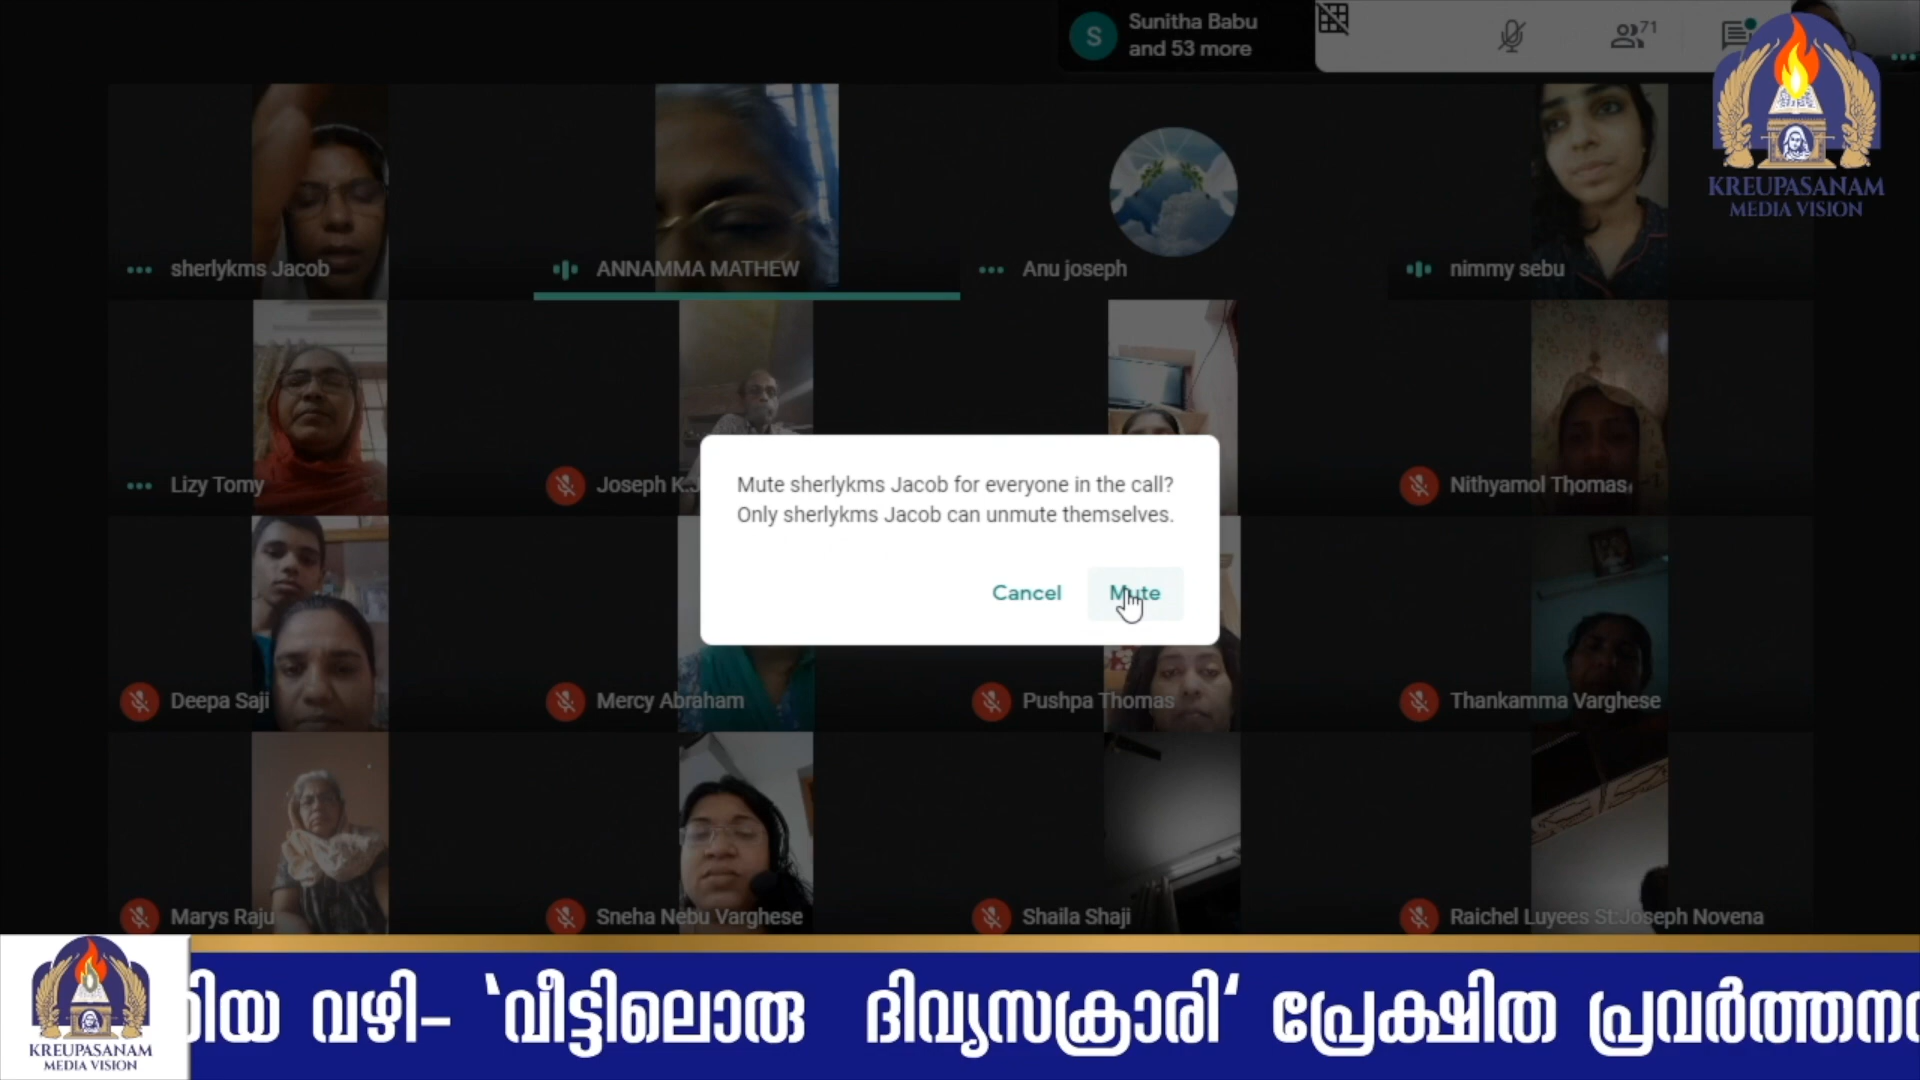 S
Sunitha Babu
and 53 more
71
KREUPASANAM
MEDIA VISION
sherlykms Jacob
ANNAMMA MATHEW
Anu joseph
nimmy sebu
Lizy Tomy
Joseph K.J
Nithyamol Thomas
Mute sherlykms Jacob for everyone in the call?
Only sherlykms Jacob can unmute themselves.
Cancel
Mute
Deepa Saji
Mercy Abraham
Pushpa Thomas
Thankamma Varghese
Marys Raju
Sneha Nebu Varghese
Shaila Shaji
Raichel Luyees St:Joseph Novena
വഴി– ‘വീട്ടിലൊരു ദിവ്യസക്രാരി‘ പ്രേക്ഷിത
KREUPASANAM
MEDIA VISION